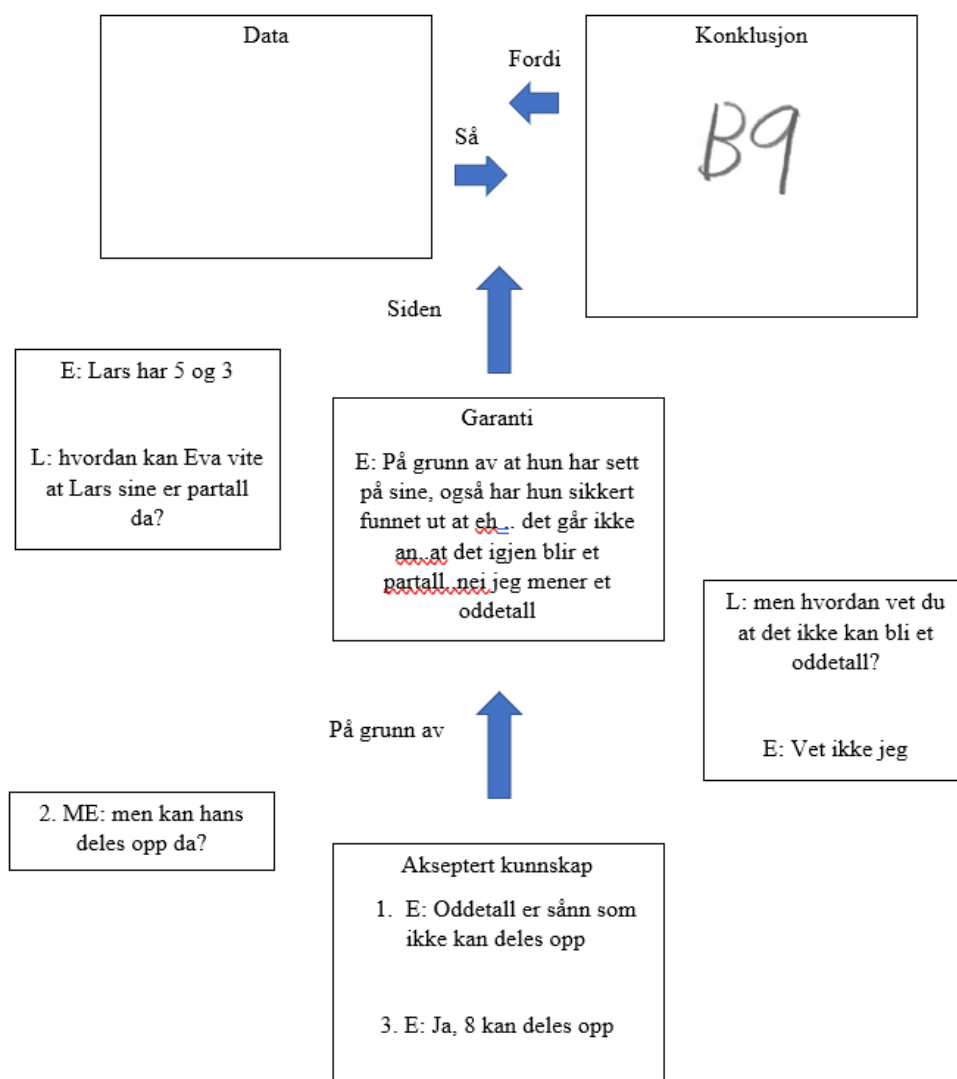 Data
Konklusjon
Fordi
B9
Så
Siden
E: Lars har 5 og 3
L: hvordan kan Eva vite
at Lars sine er partall
da?
Garanti
E: På grunn av at hun har sett
på sine, også har hun sikkert
funnet ut at eh... det går ikke
an..at det igjen blir et
partall..nei jeg mener et
oddetall
L: men hvordan vet du
at det ikke kan bli et
oddetall?
E: Vet ikke jeg
På grunn av
2. ME: men kan hans
deles opp da?
Akseptert kunnskap
1. E: Oddetall er sånn som
ikke kan deles opp
3. E: Ja, 8 kan deles opp